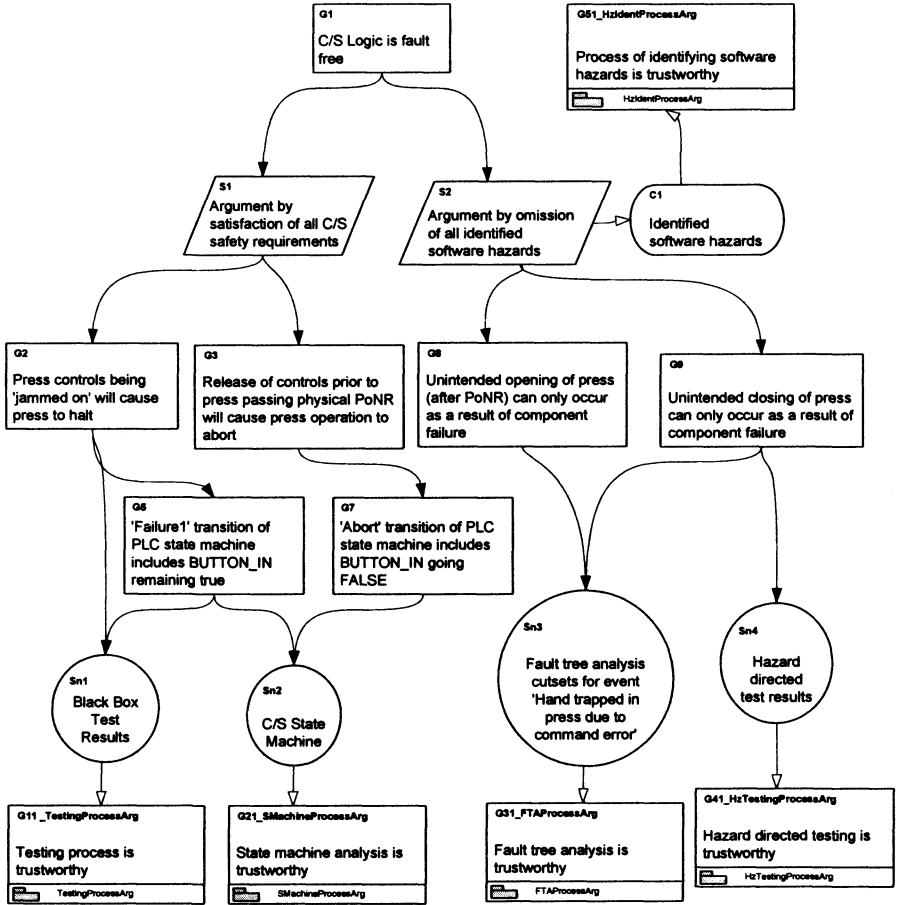 G1
C/S Logic is fault
free
G51_HzIdentProcessArg
Process of identifying software
hazards is trustworthy
HzIdentProcessArg
S1
Argument by
satisfaction of all C/S
safety requirements
S2
Argument by omission
of all identified
software hazards
C1
Identified
software hazards
G2
Press controls being
'jammed on' will cause
press to halt
G3
Release of controls prior to
press passing physical PoNR
will cause press operation to
abort
G8
Unintended opening of press
(after PoNR) can only occur
as a result of component
failure
G9
Unintended closing of press
can only occur as a result of
component failure
G5
'Failure1' transition of
PLC state machine
includes BUTTON_IN
remaining true
G7
'Abort' transition of PLC
state machine includes
BUTTON_IN going
FALSE
Sn1
Black Box
Test
Results
Sn2
C/S State
Machine
Sn3
Fault tree analysis
cutsets for event
'Hand trapped in
press due to
command error'
Sn4
Hazard
directed
test results
G11_TestingProcessArg
Testing process is
trustworthy
TestingProcessArg
G21_SMachineProcessArg
State machine analysis is
trustworthy
SMachineProcessArg
G31_FTAProcessArg
Fault tree analysis is
trustworthy
FTAProcessArg
G41_HzTestingProcessArg
Hazard directed testing is
trustworthy
HzTestingProcessArg